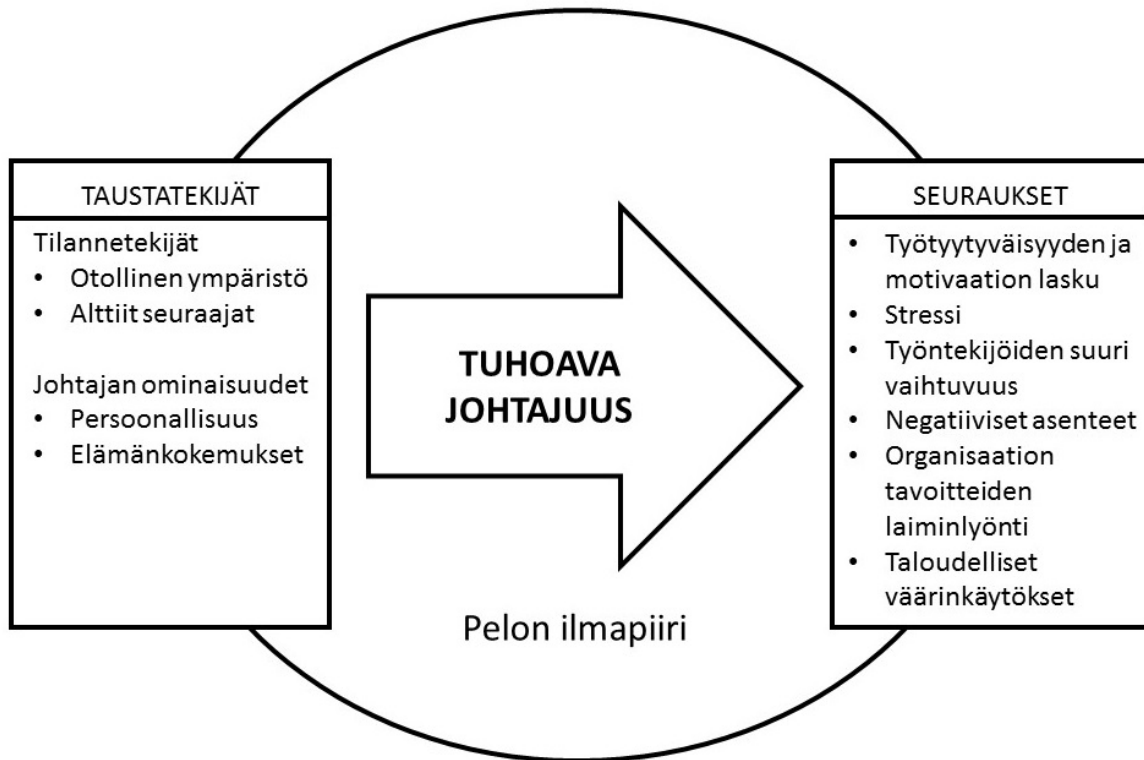 TAUSTATEKIJÄT
Tilannetekijät
• Otollinen ympäristö
• Alttiit seuraajat
Johtajan ominaisuudet
• Persoonallisuus
• Elämänkokemukset
TUHOAVA
JOHTAJUUS
Pelon ilmapiiri
SEURAUKSET
• Työtyytyväisyyden ja
motivaation lasku
• Stressi
• Työntekijöiden suuri
vaihtuvuus
• Negatiiviset asenteet
• Organisaation
tavoitteiden
laiminlyönti
• Taloudelliset
väärinkäytökset